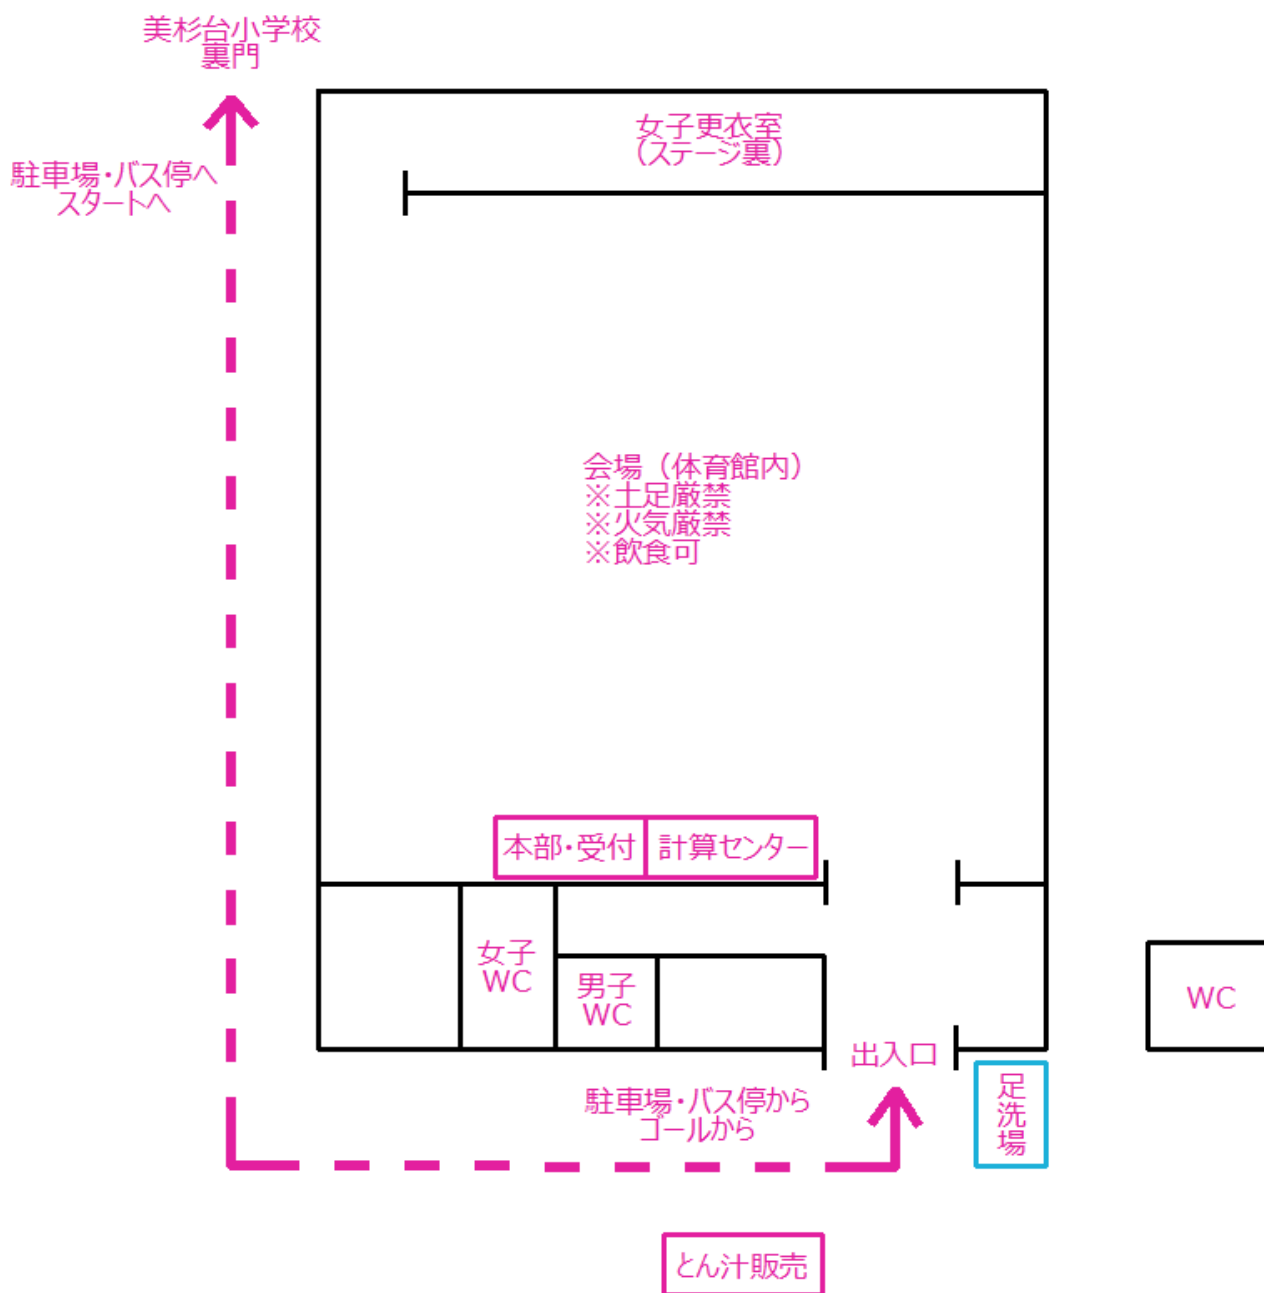 美杉台小学校
裏門
女子更衣室
（ステージ裏）
駐車場・バス停へ
スタートへ
会場（体育館内）
※土足厳禁
※火気厳禁
※飲食可
本部・受付
計算センター
女子
WC
男子
WC
WC
出入口
足洗場
駐車場・バス停から
ゴールから
とん汁販売